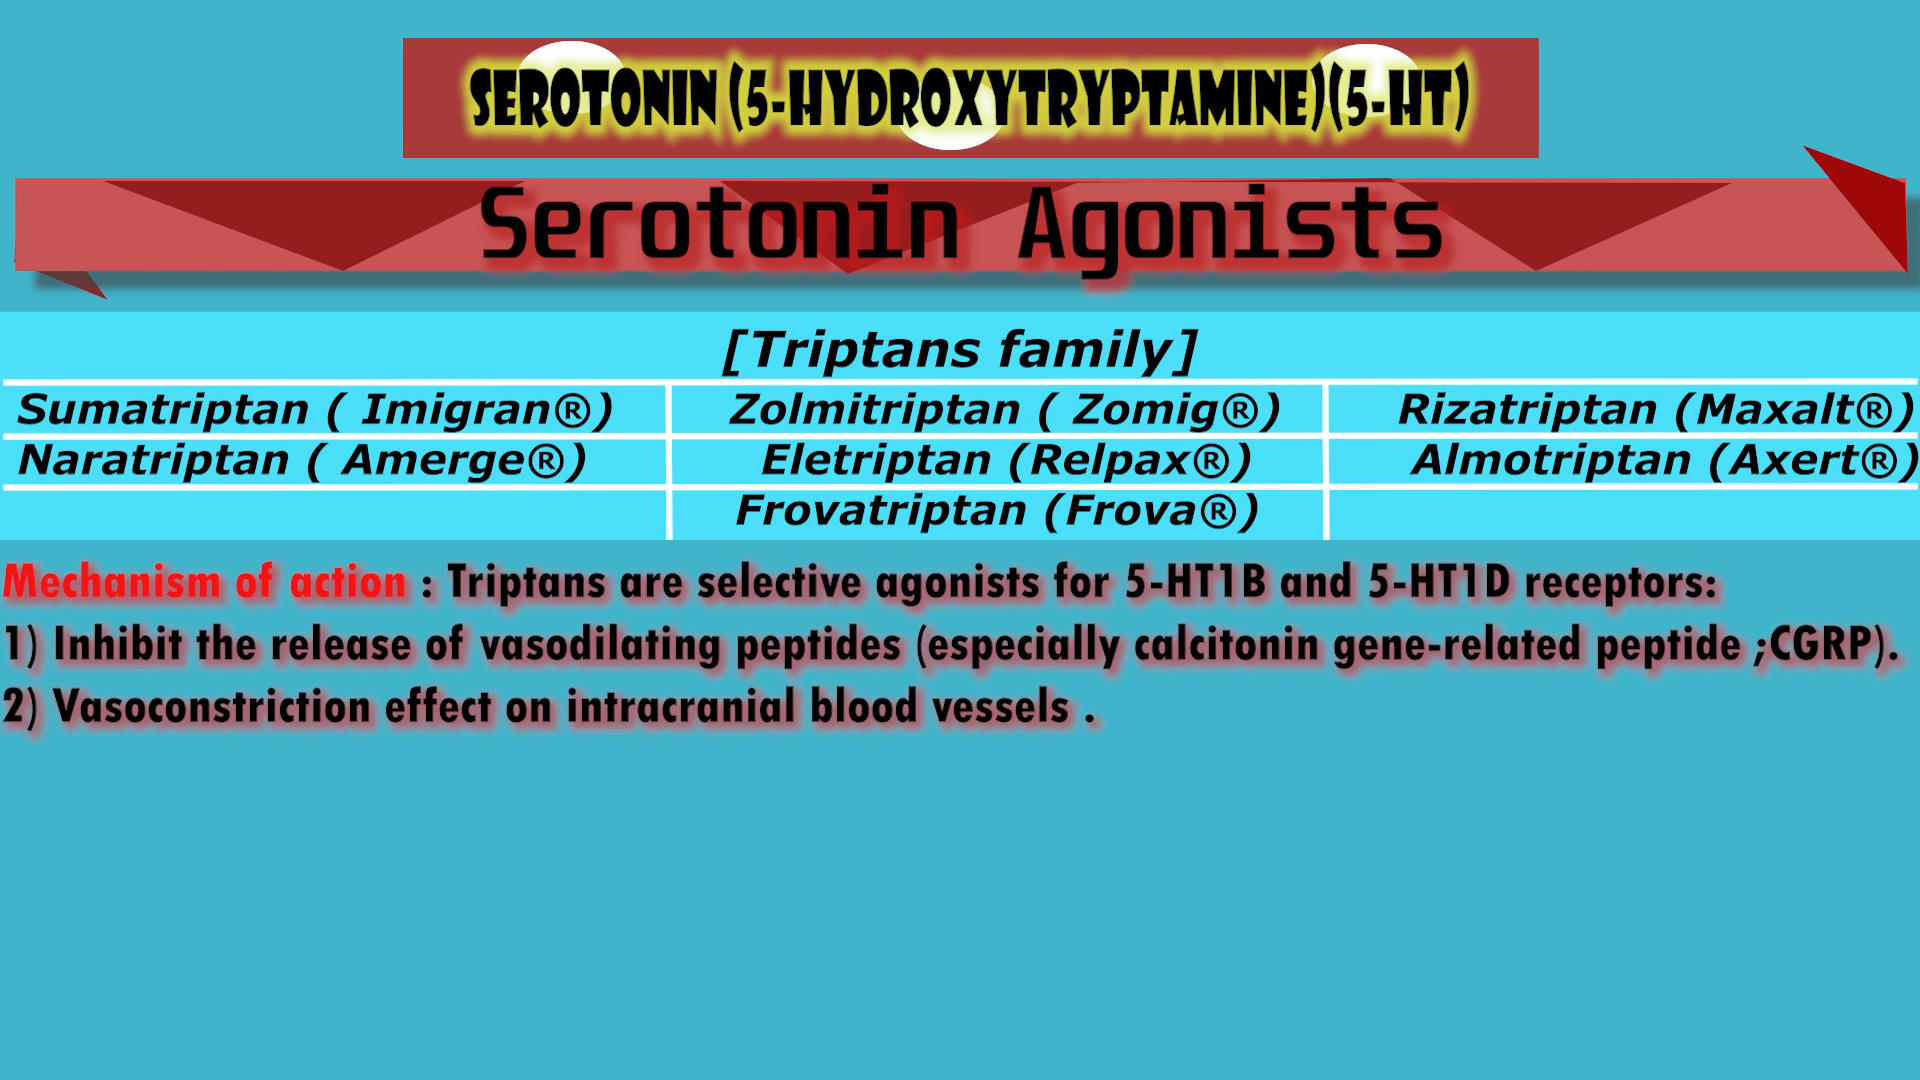 SEROTONIN (5-HYDROXYTRYPTAMINE)(5-HT)
Serotonin Agonists
[Triptans family]
Sumatriptan ( Imigran®) Zolmitriptan ( Zomig®) Rizatriptan (Maxalt®)
Naratriptan ( Amerge®) Eletriptan (Relpax®) Almotriptan (Axert®)
Frovatriptan (Frova®)
Mechanism of action : Triptans are selective agonists for 5-HT1B and 5-HT1D receptors:
1) Inhibit the release of vasodilating peptides (especially calcitonin gene-related peptide ;CGRP).
2) Vasoconstriction effect on intracranial blood vessels .